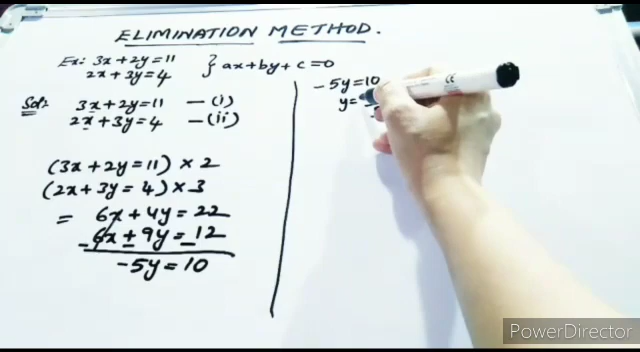 ELIMINATION METHOD.
Ex: 3x + 2y = 11
2x + 3y = 4 } ax + by + c = 0
Sol: 3x + 2y = 11 — (i)
2x + 3y = 4 — (ii)
(3x + 2y = 11) × 2
(2x + 3y = 4) × 3
= 6x + 4y = 22
- 6x + 9y = 12
-5y = 10
-5y = 10
y =
CE
PowerDirector